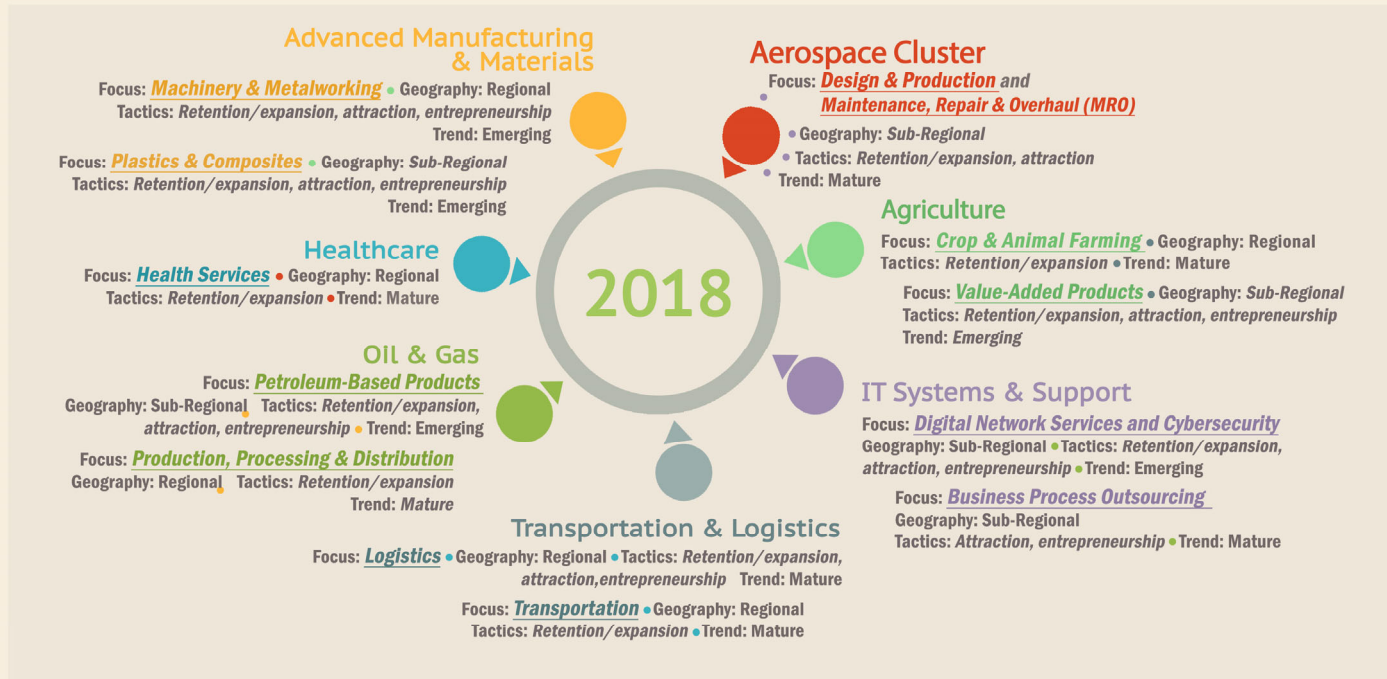 Advanced Manufacturing
& Materials
Focus: Machinery & Metalworking • Geography: Regional
Tactics: Retention/expansion, attraction, entrepreneurship
Trend: Emerging
Focus: Plastics & Composites • Geography: Sub-Regional
Tactics: Retention/expansion, attraction, entrepreneurship
Trend: Emerging
Healthcare
Focus: Health Services • Geography: Regional
Tactics: Retention/expansion • Trend: Mature
Oil & Gas
Focus: Petroleum-Based Products
Geography: Sub-Regional • Tactics: Retention/expansion,
attraction, entrepreneurship • Trend: Emerging
Focus: Production, Processing & Distribution
Geography: Regional • Tactics: Retention/expansion
Trend: Mature
2018
Aerospace Cluster
Focus: Design & Production and
• Maintenance, Repair & Overhaul (MRO)
• Geography: Sub-Regional
• Tactics: Retention/expansion, attraction
• Trend: Mature
Agriculture
Focus: Crop & Animal Farming • Geography: Regional
Tactics: Retention/expansion • Trend: Mature
Focus: Value-Added Products • Geography: Sub-Regional
Tactics: Retention/expansion, attraction, entrepreneurship
Trend: Emerging
IT Systems & Support
Focus: Digital Network Services and Cybersecurity
Geography: Sub-Regional • Tactics: Retention/expansion,
attraction, entrepreneurship • Trend: Emerging
Focus: Business Process Outsourcing
Geography: Sub-Regional
Tactics: Attraction, entrepreneurship • Trend: Mature
Transportation & Logistics
Focus: Logistics • Geography: Regional • Tactics: Retention/expansion,
attraction,entrepreneurship Trend: Mature
Focus: Transportation • Geography: Regional
Tactics: Retention/expansion • Trend: Mature